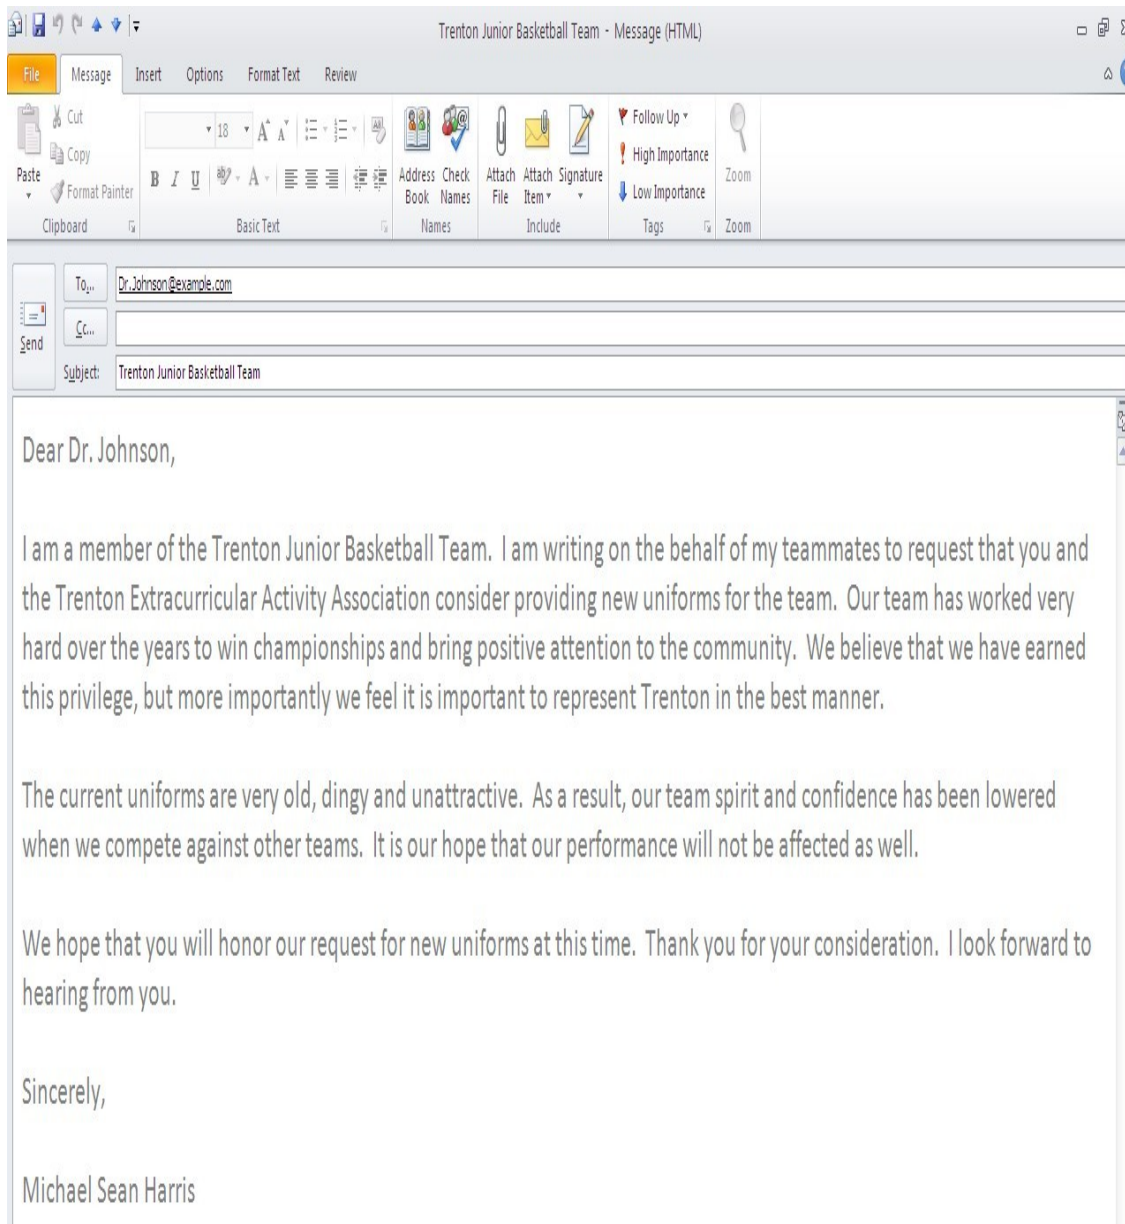 Trenton Junior Basketball Team - Message (HTML)
File Message Insert Options Format Text Review
Paste
Cut
Copy
Format Painter
Clipboard
18
B I U
Basic Text
Address Book
Check Names
Names
Attach File
Attach Item
Signature
Include
Follow Up
High Importance
Low Importance
Tags
Zoom
Zoom
Send
To... Dr.Johnson@example.com
Cc...
Subject: Trenton Junior Basketball Team
Dear Dr. Johnson,
I am a member of the Trenton Junior Basketball Team.  I am writing on the behalf of my teammates to request that you and
the Trenton Extracurricular Activity Association consider providing new uniforms for the team.  Our team has worked very
hard over the years to win championships and bring positive attention to the community.  We believe that we have earned
this privilege, but more importantly we feel it is important to represent Trenton in the best manner.
The current uniforms are very old, dingy and unattractive.  As a result, our team spirit and confidence has been lowered
when we compete against other teams.  It is our hope that our performance will not be affected as well.
We hope that you will honor our request for new uniforms at this time.  Thank you for your consideration.  I look forward to
hearing from you.
Sincerely,
Michael Sean Harris